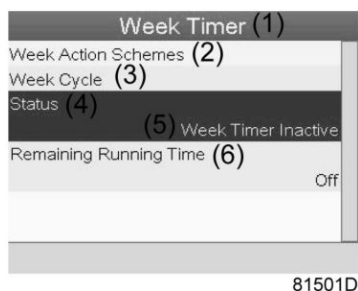 Week Timer (1)
Week Action Schemes (2)
Week Cycle (3)
Status (4)
(5) Week Timer Inactive
Remaining Running Time (6)
Off
81501D